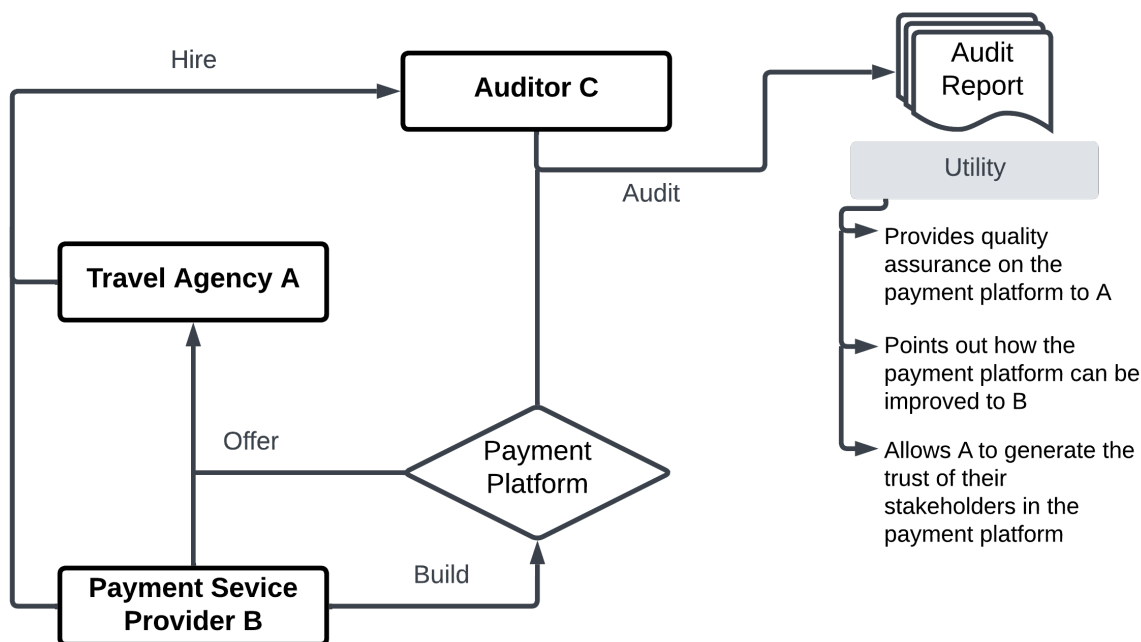 Hire
Auditor C
Audit
Report
Utility
Audit
Provides quality
assurance on the
payment platform to A
Travel Agency A
Points out how the
payment platform can be
improved to B
Offer
Payment
Platform
Allows A to generate the
trust of their
stakeholders in the
payment platform
Build
Payment Sevice
Provider B